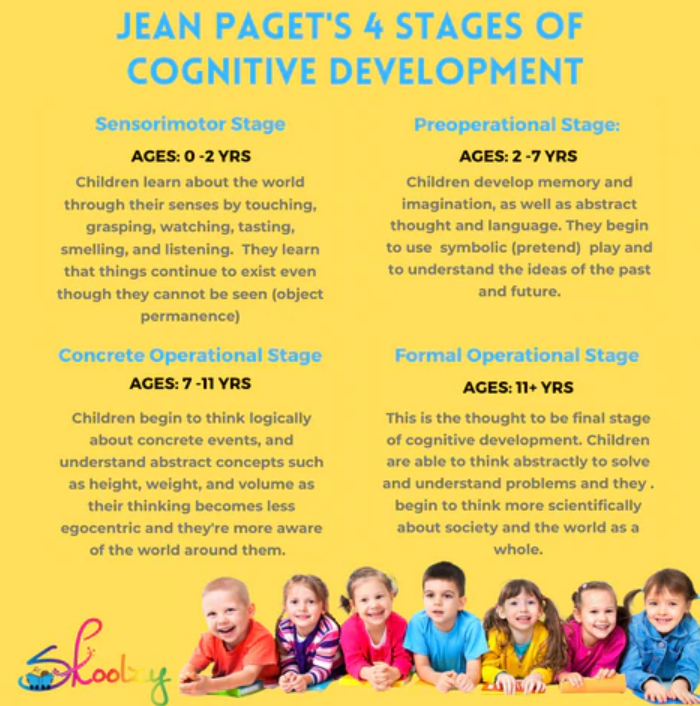 JEAN PAGET'S 4 STAGES OF
COGNITIVE DEVELOPMENT
Sensorimotor Stage
AGES: 0 -2 YRS
Children learn about the world
through their senses by touching,
grasping, watching, tasting,
smelling, and listening. They learn
that things continue to exist even
though they cannot be seen (object
permanence)
Preoperational Stage:
AGES: 2 -7 YRS
Children develop memory and
imagination, as well as abstract
thought and language. They begin
to use symbolic (pretend) play and
to understand the ideas of the past
and future.
Concrete Operational Stage
AGES: 7 -11 YRS
Children begin to think logically
about concrete events, and
understand abstract concepts such
as height, weight, and volume as
their thinking becomes less
egocentric and they're more aware
of the world around them.
Formal Operational Stage
AGES: 11+ YRS
This is the thought to be final stage
of cognitive development. Children
are able to think abstractly to solve
and understand problems and they .
begin to think more scientifically
about society and the world as a
whole.
Skoolzy